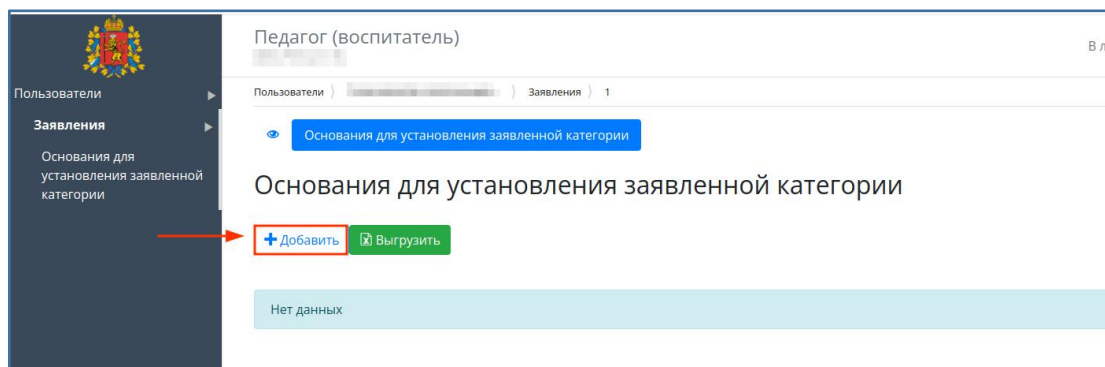 Педагог (воспитатель)
В л
Пользователи
Пользователи ⟩ ⟩ Заявления ⟩ 1
Заявления
Основания для установления заявленной категории
Основания для
установления заявленной
категории
Основания для установления заявленной категории
Добавить Выгрузить
Нет данных